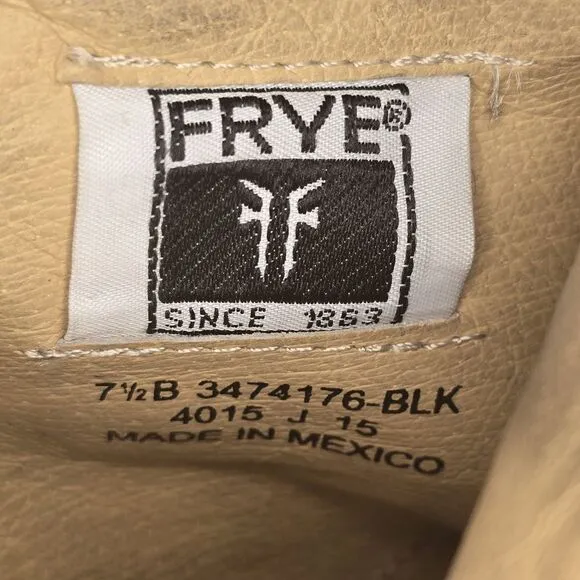 FRYE®
SINCE 1863
7½B 3474176-BLK
4015 J 15
MADE IN MEXICO